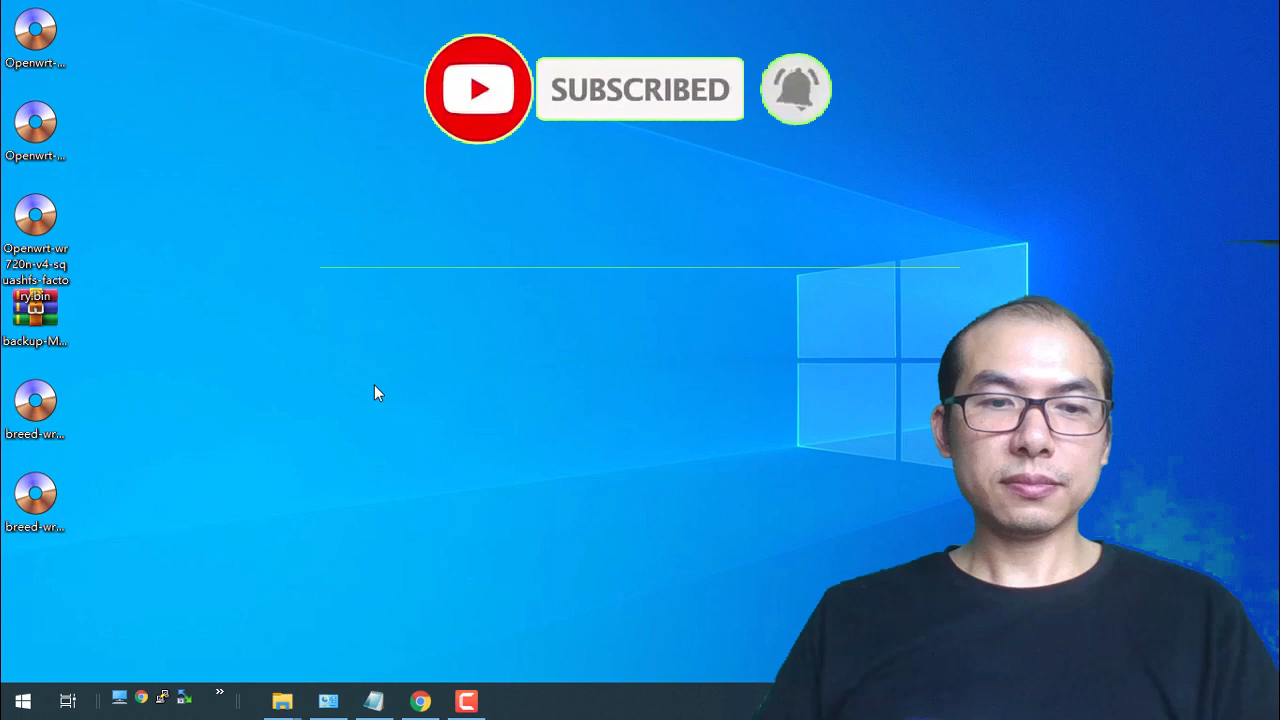 SUBSCRIBED
Openwrt-...
Openwrt-...
Openwrt-wr
720n-v4-sq
uashfs-facto
ry.bin
backup-M...
breed-wr...
breed-wr...